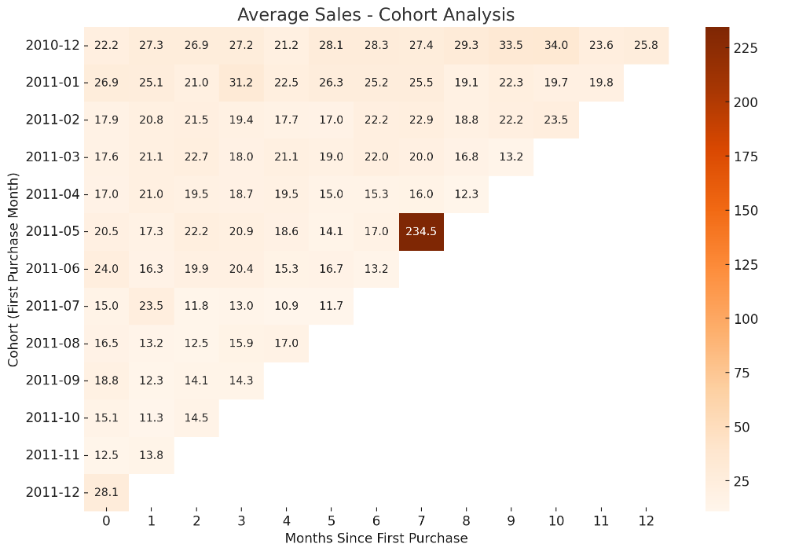 Average Sales - Cohort Analysis
Cohort (First Purchase Month)
2010-12 22.2 27.3 26.9 27.2 21.2 28.1 28.3 27.4 29.3 33.5 34.0 23.6 25.8
2011-01 26.9 25.1 21.0 31.2 22.5 26.3 25.2 25.5 19.1 22.3 19.7 19.8
2011-02 17.9 20.8 21.5 19.4 17.7 17.0 22.2 22.9 18.8 22.2 23.5
2011-03 17.6 21.1 22.7 18.0 21.1 19.0 22.0 20.0 16.8 13.2
2011-04 17.0 21.0 19.5 18.7 19.5 15.0 15.3 16.0 12.3
2011-05 20.5 17.3 22.2 20.9 18.6 14.1 17.0 234.5
2011-06 24.0 16.3 19.9 20.4 15.3 16.7 13.2
2011-07 15.0 23.5 11.8 13.0 10.9 11.7
2011-08 16.5 13.2 12.5 15.9 17.0
2011-09 18.8 12.3 14.1 14.3
2011-10 15.1 11.3 14.5
2011-11 12.5 13.8
2011-12 28.1
0 1 2 3 4 5 6 7 8 9 10 11 12
Months Since First Purchase
225
200
175
150
125
100
75
50
25